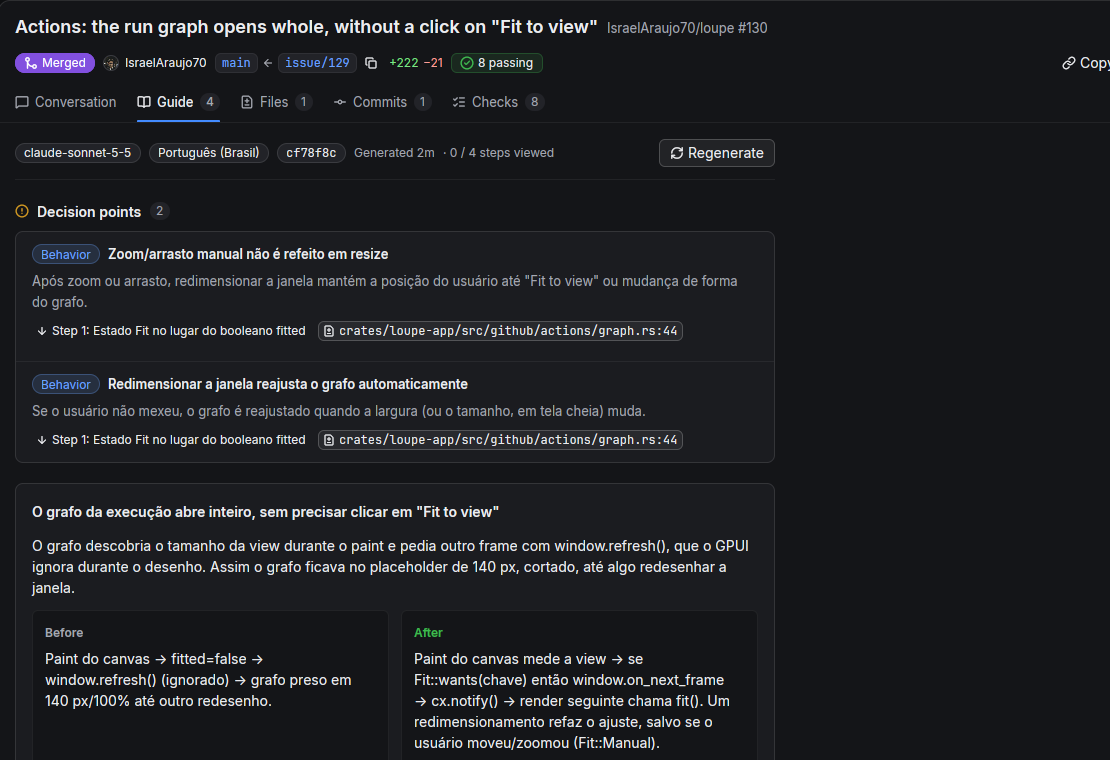 Actions: the run graph opens whole, without a click on "Fit to view" IsraelAraujo70/loupe #130
Merged IsraelAraujo70 main ← issue/129 +222 −21 8 passing Copy
Conversation Guide 4 Files 1 Commits 1 Checks 8
claude-sonnet-5-5 Português (Brasil) cf78f8c Generated 2m · 0 / 4 steps viewed Regenerate
Decision points 2
Behavior Zoom/arrasto manual não é refeito em resize
Após zoom ou arrasto, redimensionar a janela mantém a posição do usuário até "Fit to view" ou mudança de forma
do grafo.
↓ Step 1: Estado Fit no lugar do booleano fitted crates/loupe-app/src/github/actions/graph.rs:44
Behavior Redimensionar a janela reajusta o grafo automaticamente
Se o usuário não mexeu, o grafo é reajustado quando a largura (ou o tamanho, em tela cheia) muda.
↓ Step 1: Estado Fit no lugar do booleano fitted crates/loupe-app/src/github/actions/graph.rs:44
O grafo da execução abre inteiro, sem precisar clicar em "Fit to view"
O grafo descobria o tamanho da view durante o paint e pedia outro frame com window.refresh(), que o GPUI
ignora durante o desenho. Assim o grafo ficava no placeholder de 140 px, cortado, até algo redesenhar a
janela.
Before
Paint do canvas → fitted=false →
window.refresh() (ignorado) → grafo preso em
140 px/100% até outro redesenho.
After
Paint do canvas mede a view → se
Fit::wants(chave) então window.on_next_frame
→ cx.notify() → render seguinte chama fit(). Um
redimensionamento refaz o ajuste, salvo se o
usuário moveu/zoomou (Fit::Manual).